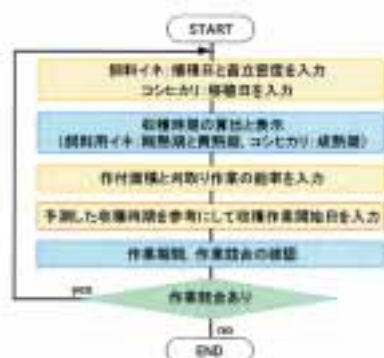 START
飼料イネ:移植日と苗立密度を入力
コシヒカリ:移植日を入力
収穫時期の算出と表示
(飼料用イネ:糊熟期と黄熟期、コシヒカリ:成熟期)
作付面積と刈取り作業の能率を入力
予測した収穫時期を参考にして収穫作業開始日を入力
作業期間、作業競合の確認
yes
作業競合あり
no
END